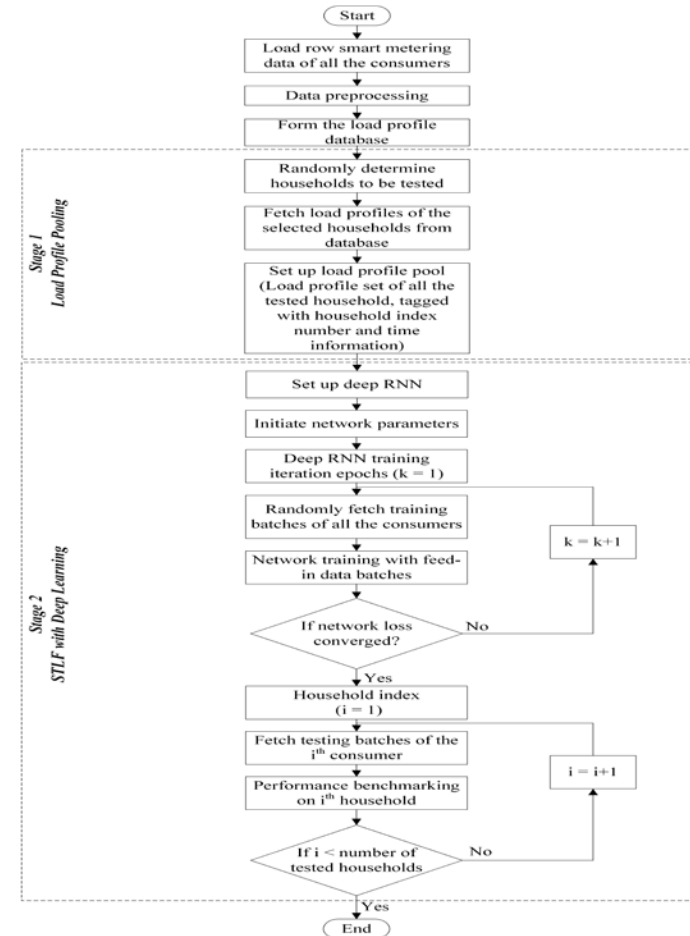 Start
Load row smart metering
data of all the consumers
Data preprocessing
Form the load profile
database
Stage 1
Load Profile Pooling
Randomly determine
households to be tested
Fetch load profiles of the
selected households from
database
Set up load profile pool
(Load profile set of all the
tested household, tagged
with household index
number and time
information)
Stage 2
STLF with Deep Learning
Set up deep RNN
Initiate network parameters
Deep RNN training
iteration epochs (k = 1)
Randomly fetch training
batches of all the consumers
k = k+1
Network training with feed-
in data batches
If network loss
converged?
No
Yes
Household index
(i = 1)
Fetch testing batches of the
ith consumer
i = i+1
Performance benchmarking
on ith household
If i < number of
tested households
No
Yes
End